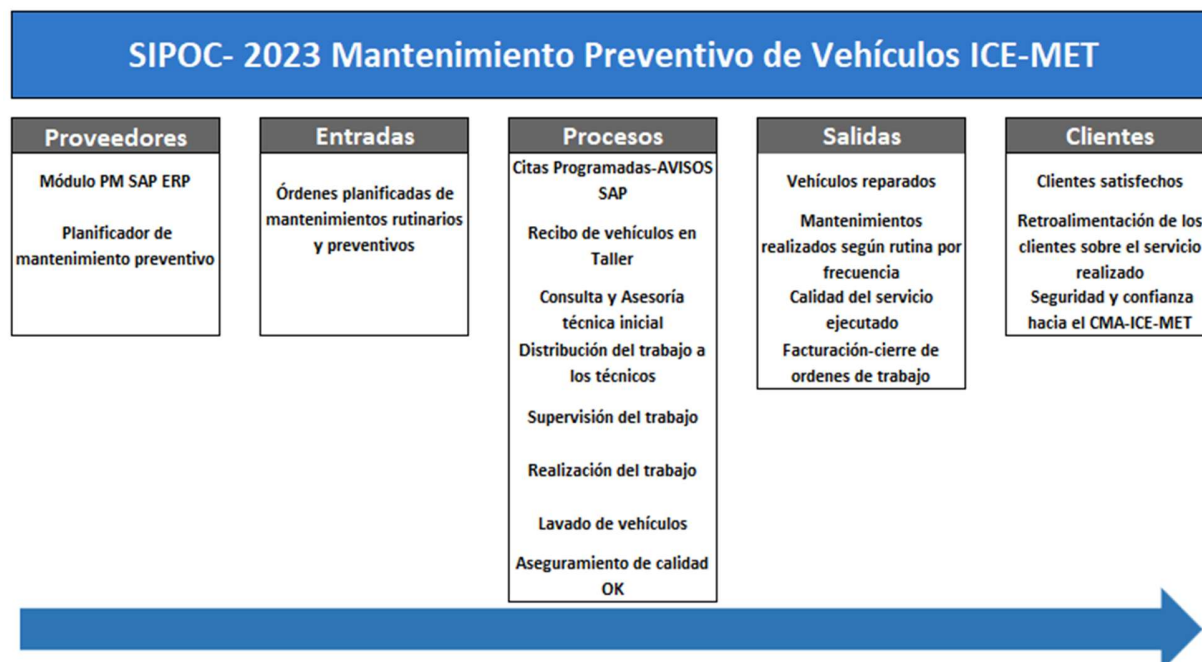 SIPOC- 2023 Mantenimiento Preventivo de Vehículos ICE-MET
Proveedores
Módulo PM SAP ERP
Planificador de
mantenimiento preventivo
Entradas
Órdenes planificadas de
mantenimientos rutinarios
y preventivos
Procesos
Citas Programadas-AVISOS
SAP
Recibo de vehículos en
Taller
Consulta y Asesoría
técnica inicial
Distribución del trabajo a
los técnicos
Supervisión del trabajo
Realización del trabajo
Lavado de vehículos
Aseguramiento de calidad
OK
Salidas
Vehículos reparados
Mantenimientos
realizados según rutina por
frecuencia
Calidad del servicio
ejecutado
Facturación-cierre de
ordenes de trabajo
Clientes
Clientes satisfechos
Retroalimentación de los
clientes sobre el servicio
realizado
Seguridad y confianza
hacia el CMA-ICE-MET